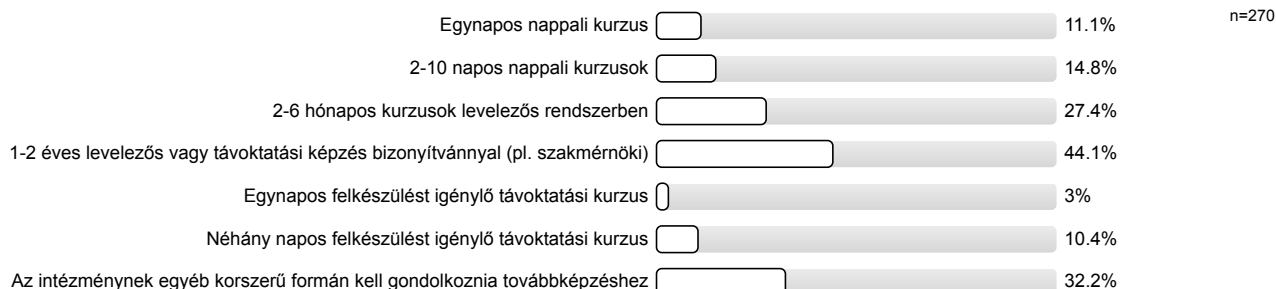 Egynapos nappali kurzus 11.1% n=270
2-10 napos nappali kurzusok 14.8%
2-6 hónapos kurzusok levelezős rendszerben 27.4%
1-2 éves levelezős vagy távoktatási képzés bizonyítvánnyal (pl. szakmérnöki) 44.1%
Egynapos felkészülést igénylő távoktatási kurzus 3%
Néhány napos felkészülést igénylő távoktatási kurzus 10.4%
Az intézménynek egyéb korszerű formán kell gondolkoznia továbbképzéshez 32.2%